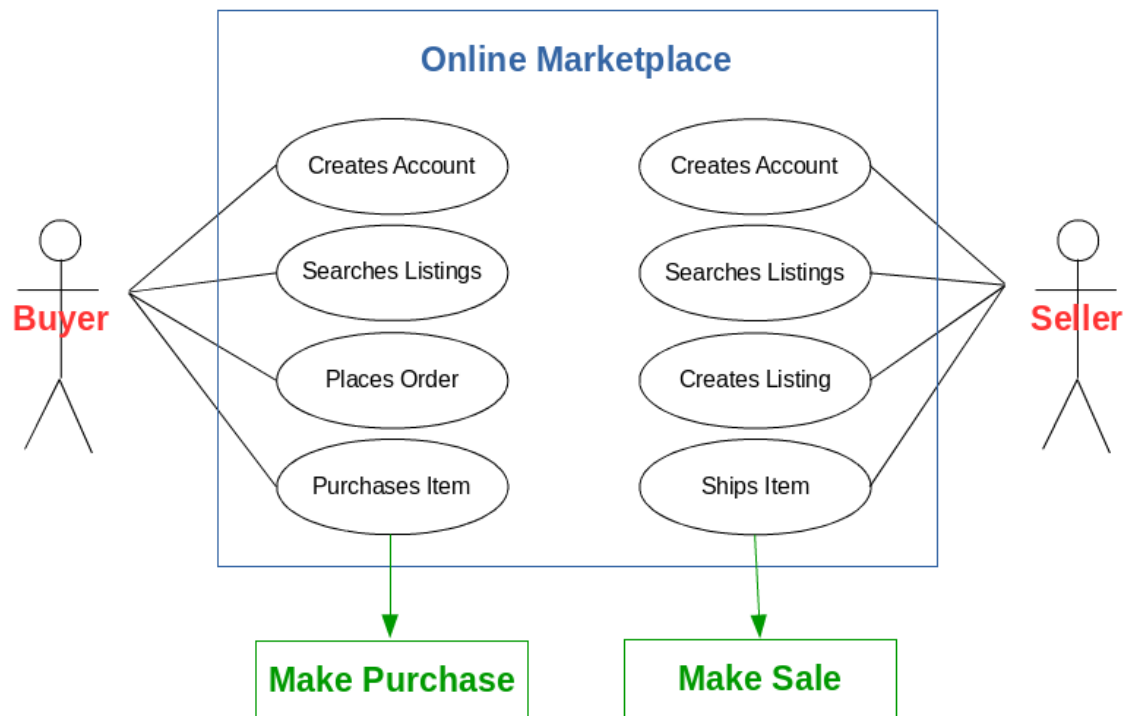 Online Marketplace
Creates Account
Creates Account
Searches Listings
Searches Listings
Buyer
Seller
Places Order
Creates Listing
Purchases Item
Ships Item
Make Purchase
Make Sale